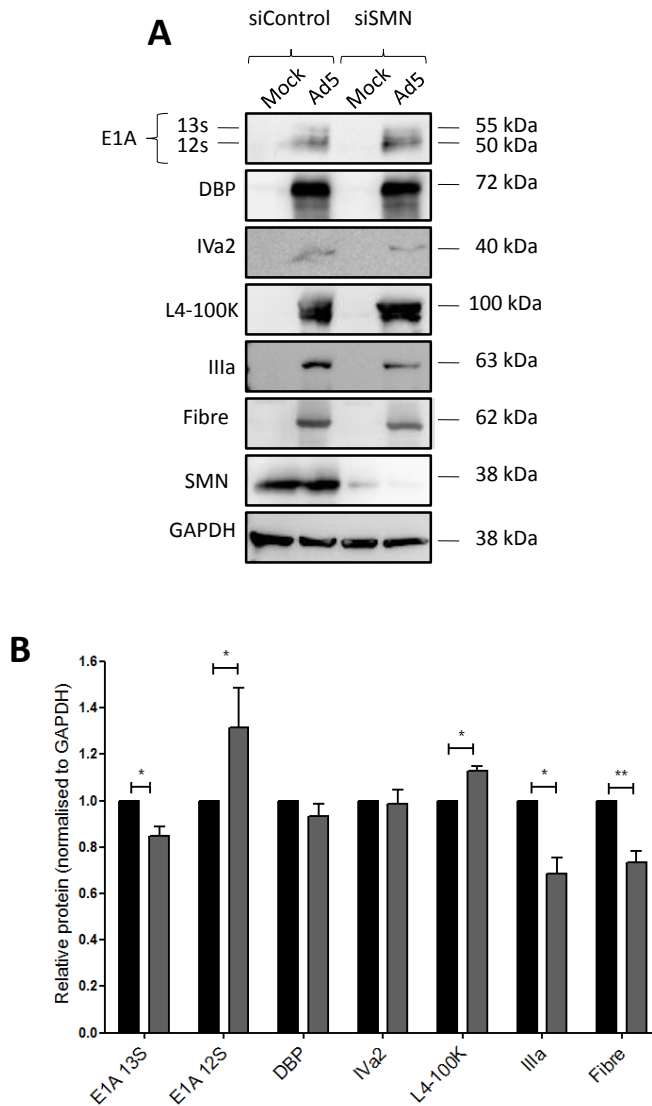 A
siControl siSMN
Mock Ad5 Mock Ad5
E1A
13s 55 kDa
12s 50 kDa
DBP 72 kDa
IVa2 40 kDa
L4-100K 100 kDa
IIIa 63 kDa
Fibre 62 kDa
SMN 38 kDa
GAPDH 38 kDa
B
Relative protein (normalised to GAPDH)
1.6
1.4
1.2
1.0
0.8
0.6
0.4
0.2
0.0
* * * * **
E1A 13S E1A 12S DBP IVa2 L4-100K IIIa Fibre